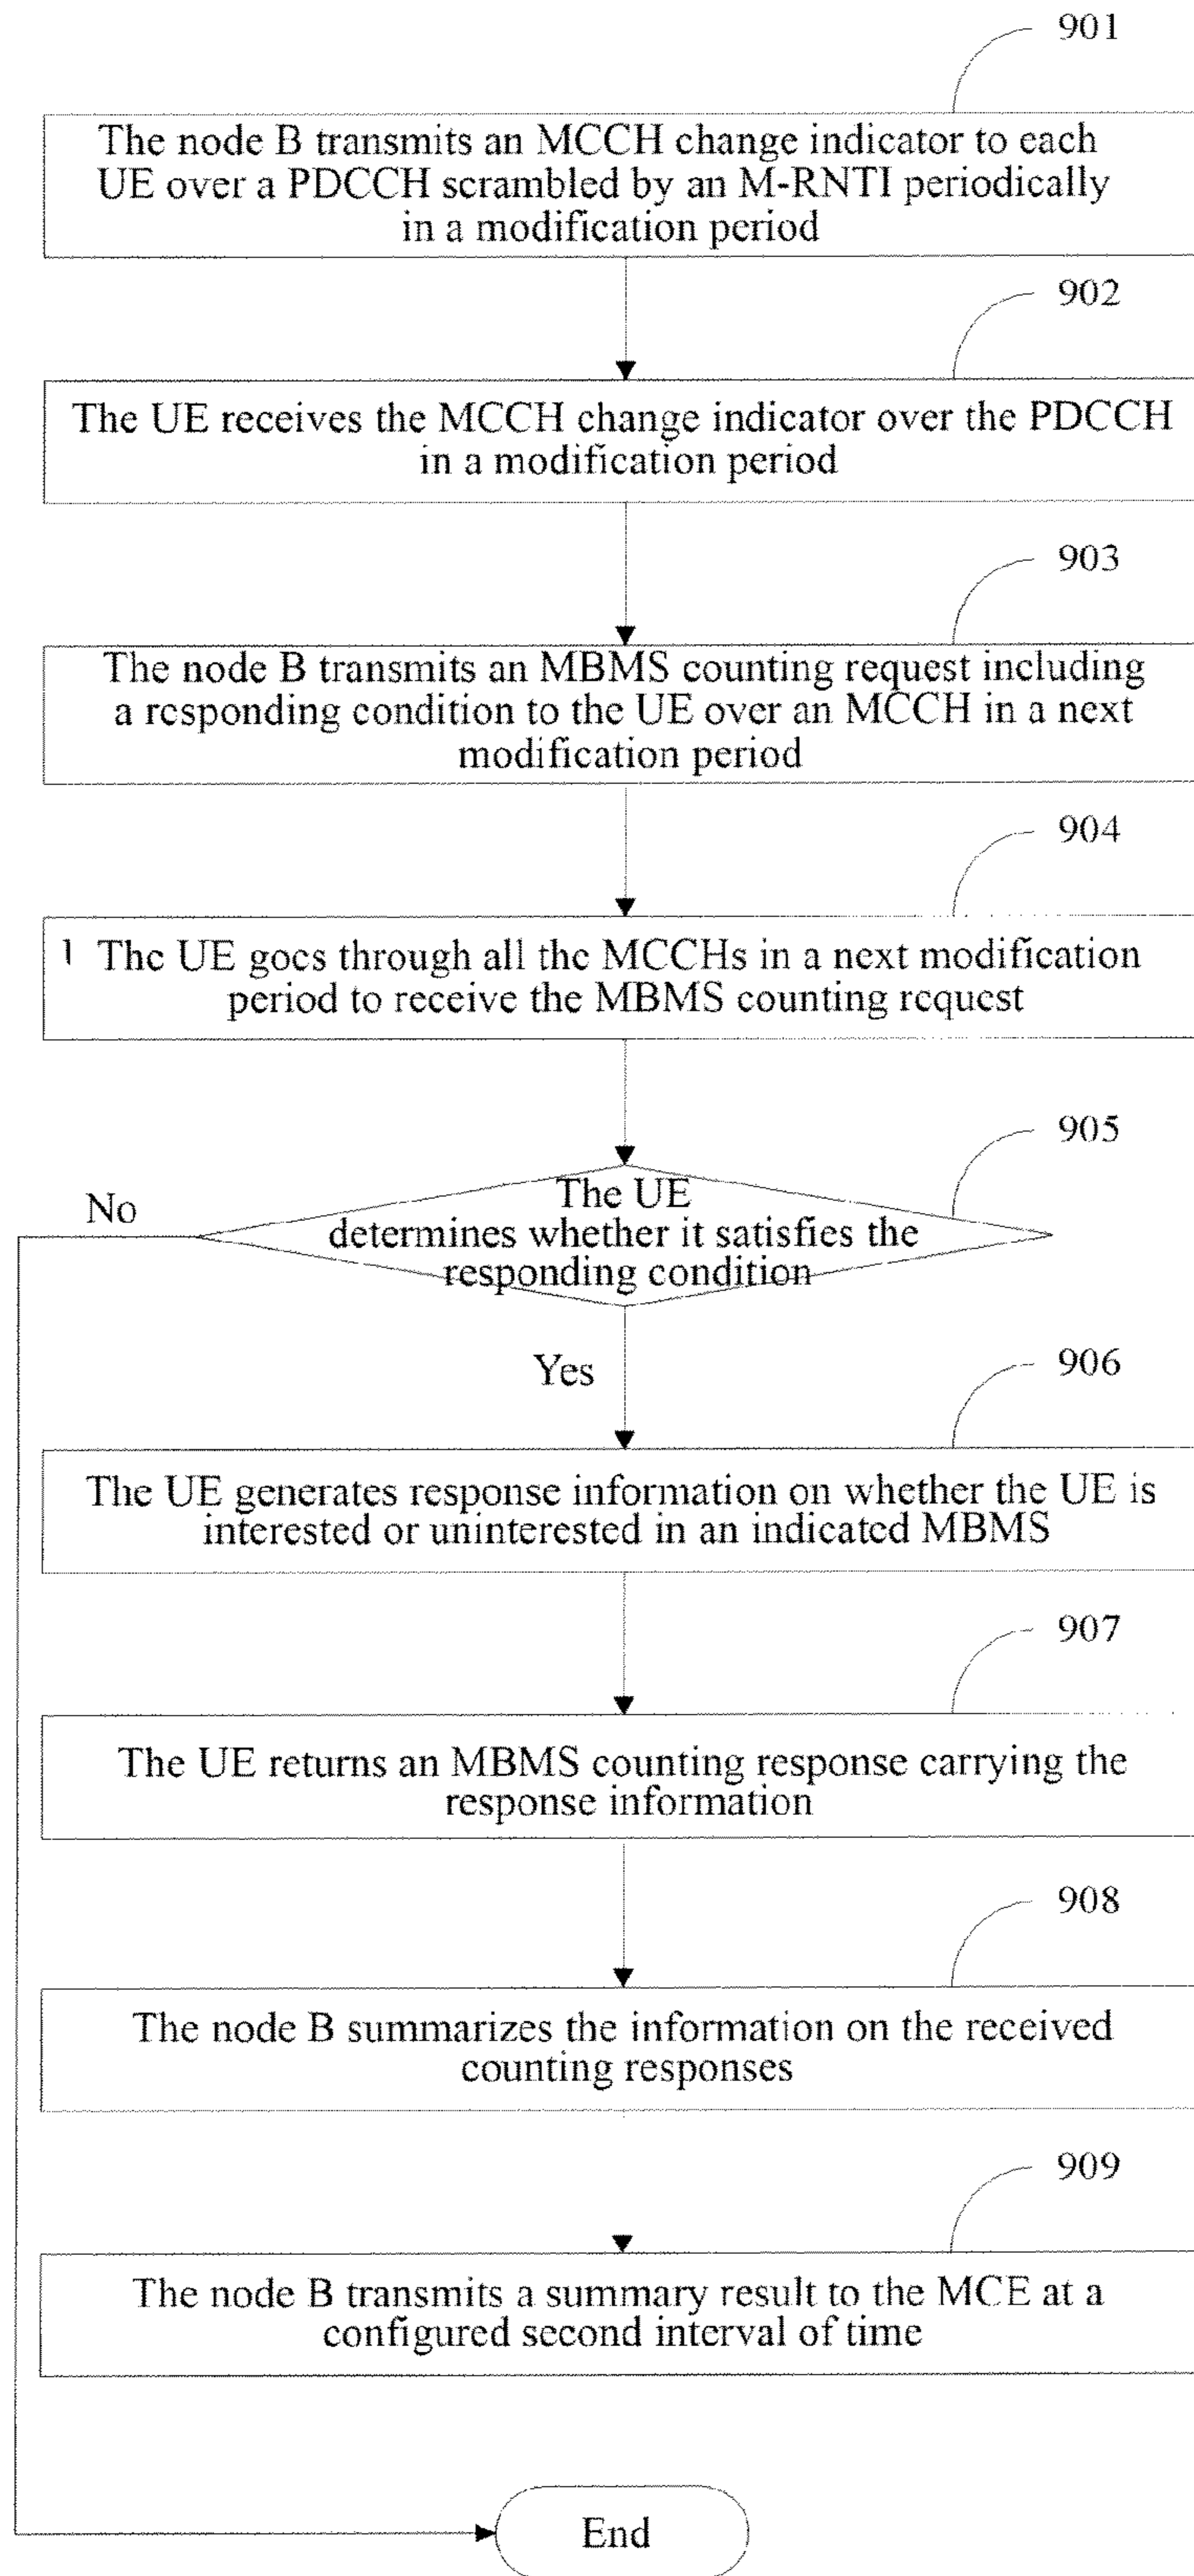 901
The node B transmits an MCCH change indicator to each
UE over a PDCCH scrambled by an M-RNTI periodically
in a modification period
902
The UE receives the MCCH change indicator over the PDCCH
in a modification period
903
The node B transmits an MBMS counting request including
a responding condition to the UE over an MCCH in a next
modification period
904
The UE goes through all the MCCHs in a next modification
period to receive the MBMS counting request
905
No
The UE
determines whether it satisfies the
responding condition
Yes
906
The UE generates response information on whether the UE is
interested or uninterested in an indicated MBMS
907
The UE returns an MBMS counting response carrying the
response information
908
The node B summarizes the information on the received
counting responses
909
The node B transmits a summary result to the MCE at a
configured second interval of time
End